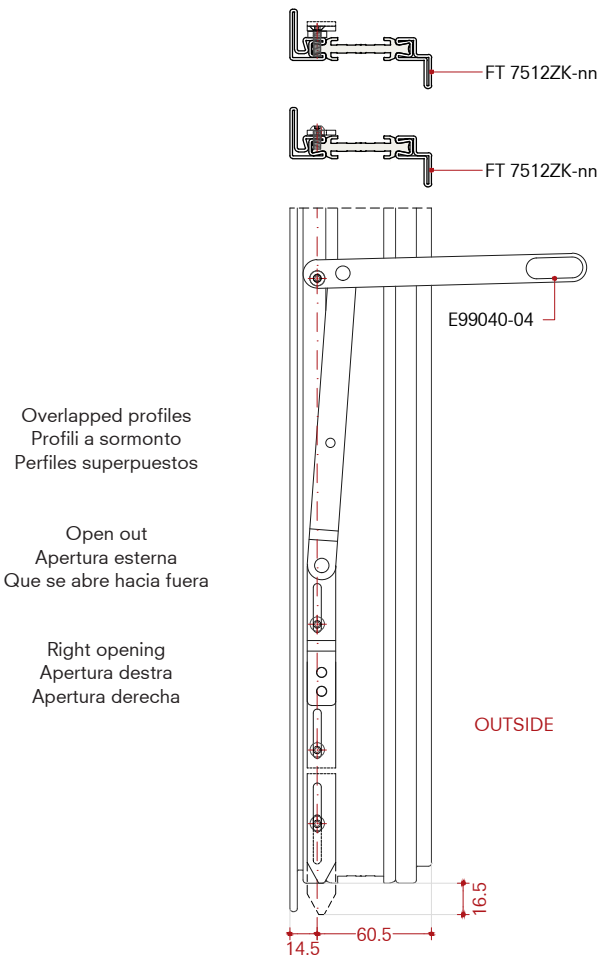 FT 7512ZK-nn
FT 7512ZK-nn
E99040-04
Overlapped profiles
Profili a sormonto
Perfiles superpuestos
Open out
Apertura esterna
Que se abre hacia fuera
Right opening
Apertura destra
Apertura derecha
OUTSIDE
16.5
60.5
14.5